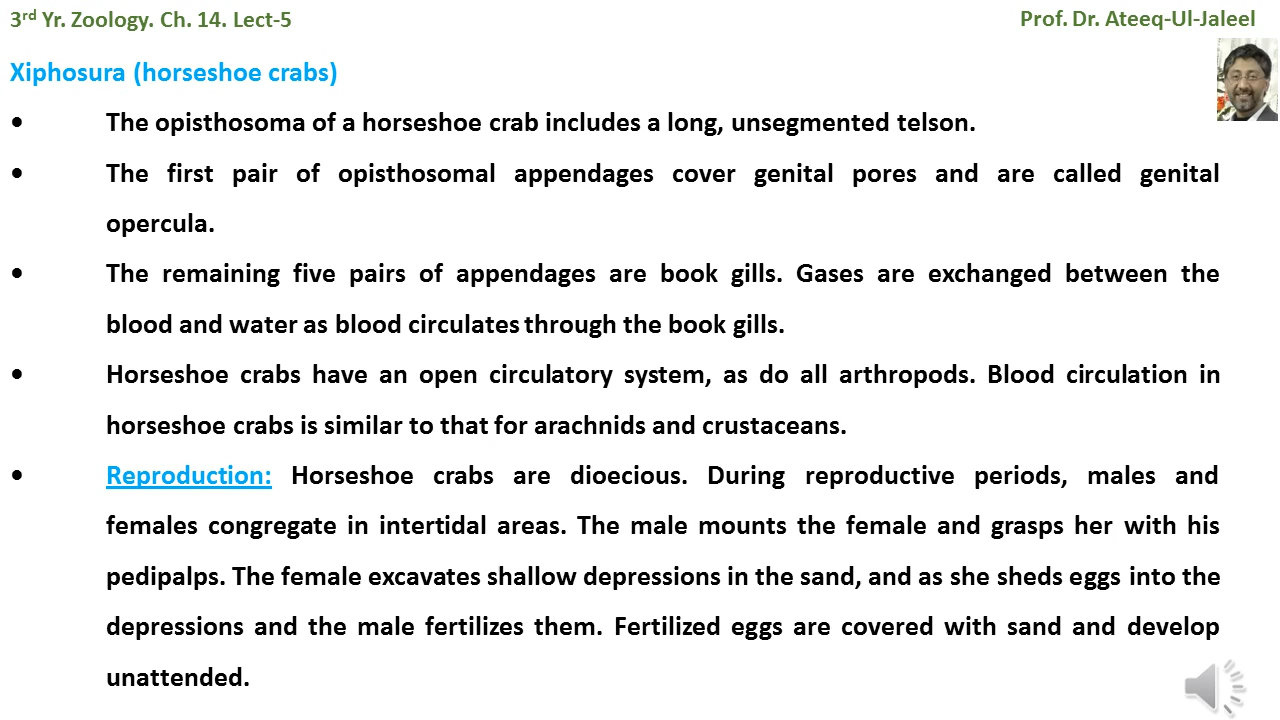 3rd Yr. Zoology. Ch. 14. Lect-5
Prof. Dr. Ateeq-Ul-Jaleel
Xiphosura (horseshoe crabs)
• The opisthosoma of a horseshoe crab includes a long, unsegmented telson.
• The first pair of opisthosomal appendages cover genital pores and are called genital
opercula.
• The remaining five pairs of appendages are book gills. Gases are exchanged between the
blood and water as blood circulates through the book gills.
• Horseshoe crabs have an open circulatory system, as do all arthropods. Blood circulation in
horseshoe crabs is similar to that for arachnids and crustaceans.
• Reproduction: Horseshoe crabs are dioecious. During reproductive periods, males and
females congregate in intertidal areas. The male mounts the female and grasps her with his
pedipalps. The female excavates shallow depressions in the sand, and as she sheds eggs into the
depressions and the male fertilizes them. Fertilized eggs are covered with sand and develop
unattended.